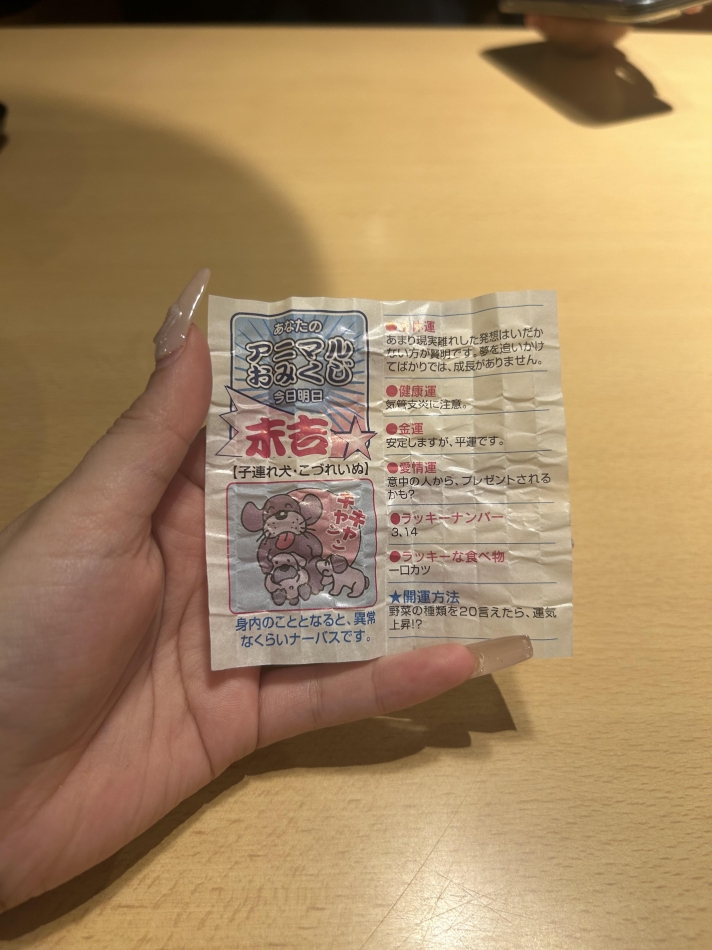 あなたの
アニマル
おみくじ
今日明日
末吉
【子連れ犬・こづれいぬ】
キャンキャン
身内のこととなると、異常
なくらいナーバスです。
運
あまり現実離れした発想はいだか
ない方が賢明です。夢を追いかけ
てばかりでは、成長がありません。
●健康運
気管支炎に注意。
●金運
安定しますが、平運です。
●愛情運
意中の人から、プレゼントされる
かも?
●ラッキーナンバー
3、14
●ラッキーな食べ物
一口カツ
★開運方法
野菜の種類を20言えたら、運気
上昇!?